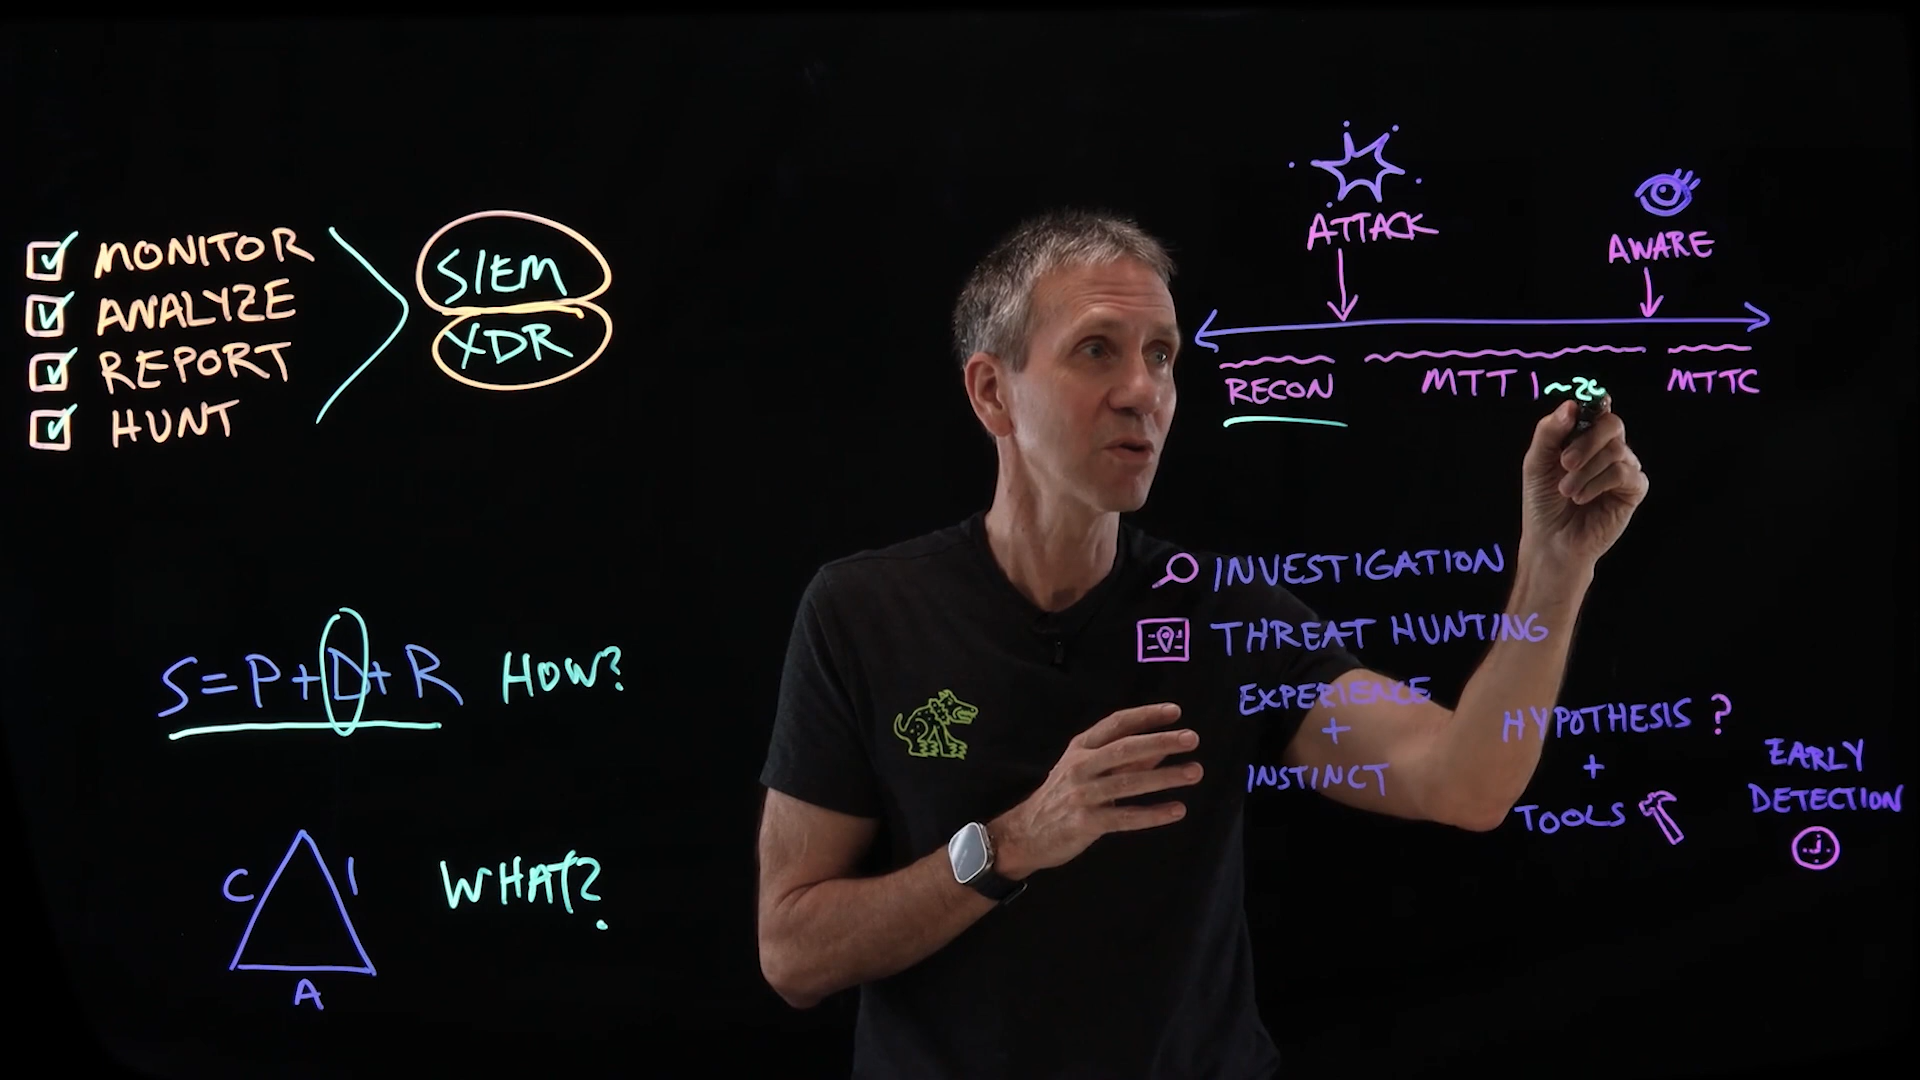 MONITOR
ANALYZE
REPORT
HUNT
SIEM
XDR
S=P+D+R HOW?
C I
A
WHAT?
ATTACK
AWARE
RECON
MTTI ~20
MTTC
INVESTIGATION
THREAT HUNTING
EXPERIENCE
+
INSTINCT
HYPOTHESIS ?
+
TOOLS
EARLY
DETECTION